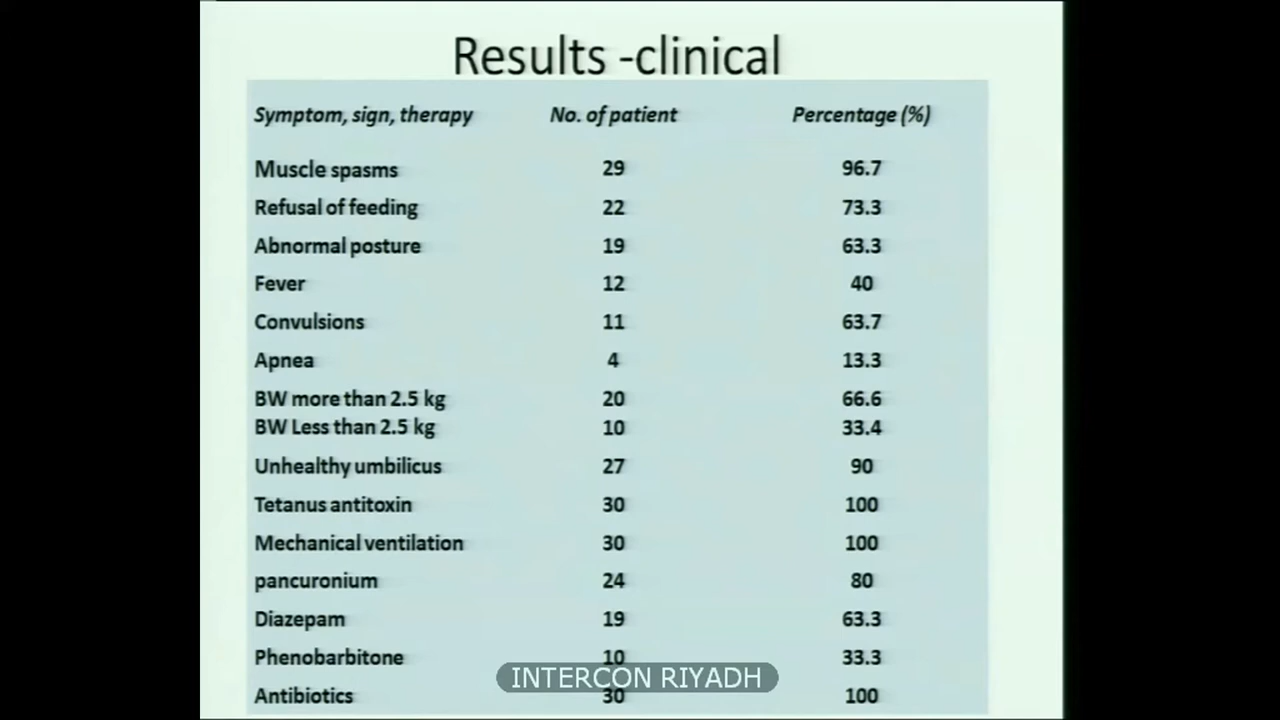 Results -clinical
Symptom, sign, therapy No. of patient Percentage (%)
Muscle spasms 29 96.7
Refusal of feeding 22 73.3
Abnormal posture 19 63.3
Fever 12 40
Convulsions 11 63.7
Apnea 4 13.3
BW more than 2.5 kg 20 66.6
BW Less than 2.5 kg 10 33.4
Unhealthy umbilicus 27 90
Tetanus antitoxin 30 100
Mechanical ventilation 30 100
pancuronium 24 80
Diazepam 19 63.3
Phenobarbitone 10 33.3
INTERCON RIYADH
Antibiotics 30 100